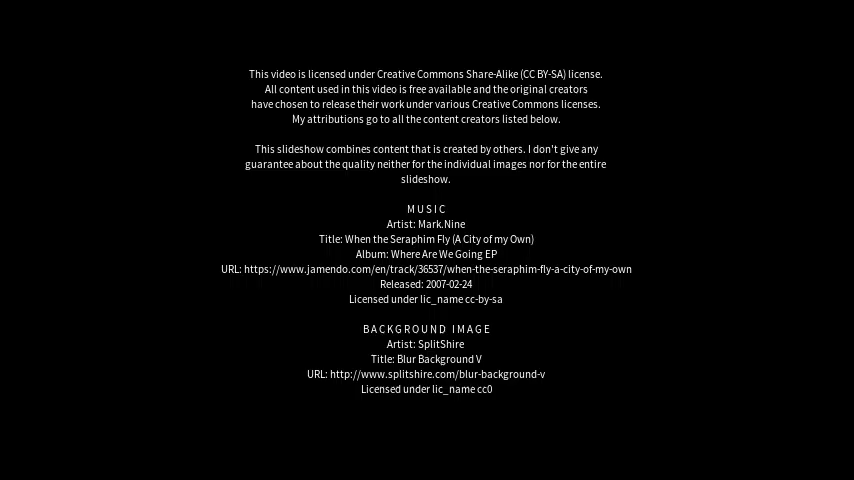 This video is licensed under Creative Commons Share-Alike (CC BY-SA) license.
All content used in this video is free available and the original creators
have chosen to release their work under various Creative Commons licenses.
My attributions go to all the content creators listed below.
This slideshow combines content that is created by others. I don't give any
guarantee about the quality neither for the individual images nor for the entire
slideshow.
MUSIC
Artist: Mark.Nine
Title: When the Seraphim Fly (A City of my Own)
Album: Where Are We Going EP
URL: https://www.jamendo.com/en/track/36537/when-the-seraphim-fly-a-city-of-my-own
Released: 2007-02-24
Licensed under lic_name cc-by-sa
BACKGROUND IMAGE
Artist: SplitShire
Title: Blur Background V
URL: http://www.splitshire.com/blur-background-v
Licensed under lic_name cc0